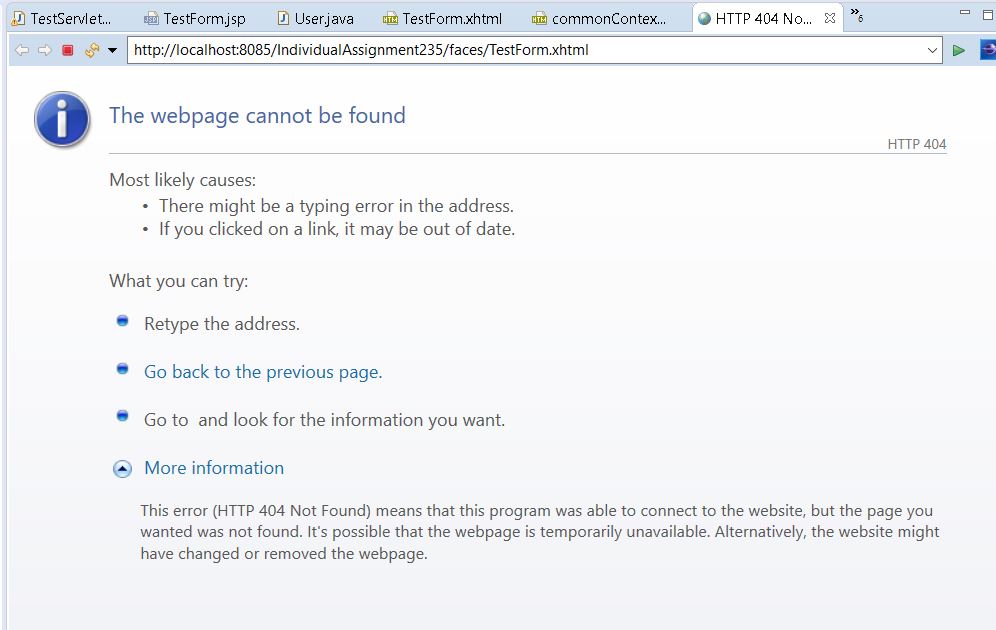 TestServlet... TestForm.jsp User.java TestForm.xhtml commonContex... HTTP 404 No... »6
http://localhost:8085/IndividualAssignment235/faces/TestForm.xhtml
The webpage cannot be found
HTTP 404
Most likely causes:
• There might be a typing error in the address.
• If you clicked on a link, it may be out of date.
What you can try:
Retype the address.
Go back to the previous page.
Go to  and look for the information you want.
More information
This error (HTTP 404 Not Found) means that this program was able to connect to the website, but the page you
wanted was not found. It's possible that the webpage is temporarily unavailable. Alternatively, the website might
have changed or removed the webpage.